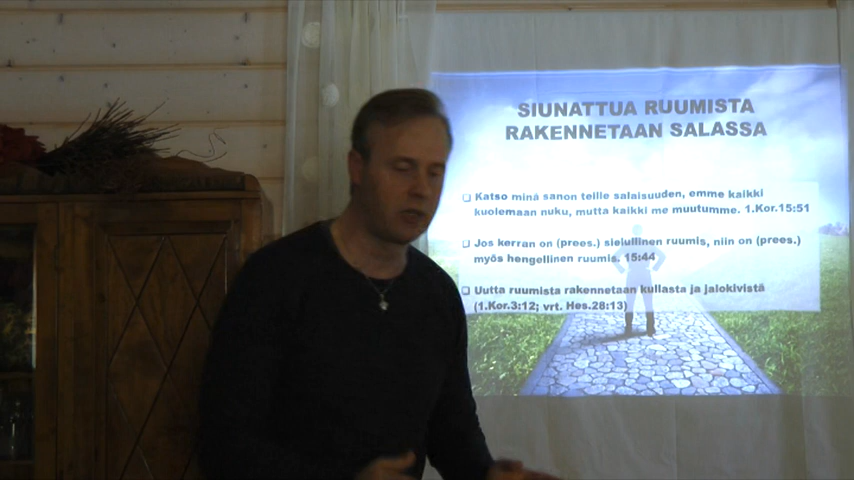 SIUNATTUA RUUMISTA
RAKENNETAAN SALASSA
❑ Katso minä sanon teille salaisuuden, emme kaikki
kuolemaan nuku, mutta kaikki me muutumme. 1.Kor.15:51
❑ Jos kerran on (prees.) sielullinen ruumis, niin on (prees.)
myös hengellinen ruumis. 15:44
❑ Uutta ruumista rakennetaan kullasta ja jalokivistä
(1.Kor.3:12; vrt. Hes.28:13)